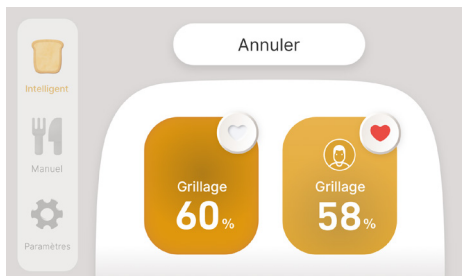 Annuler
Intelligent
Manuel
Paramètres
Grillage
60%
Grillage
58%